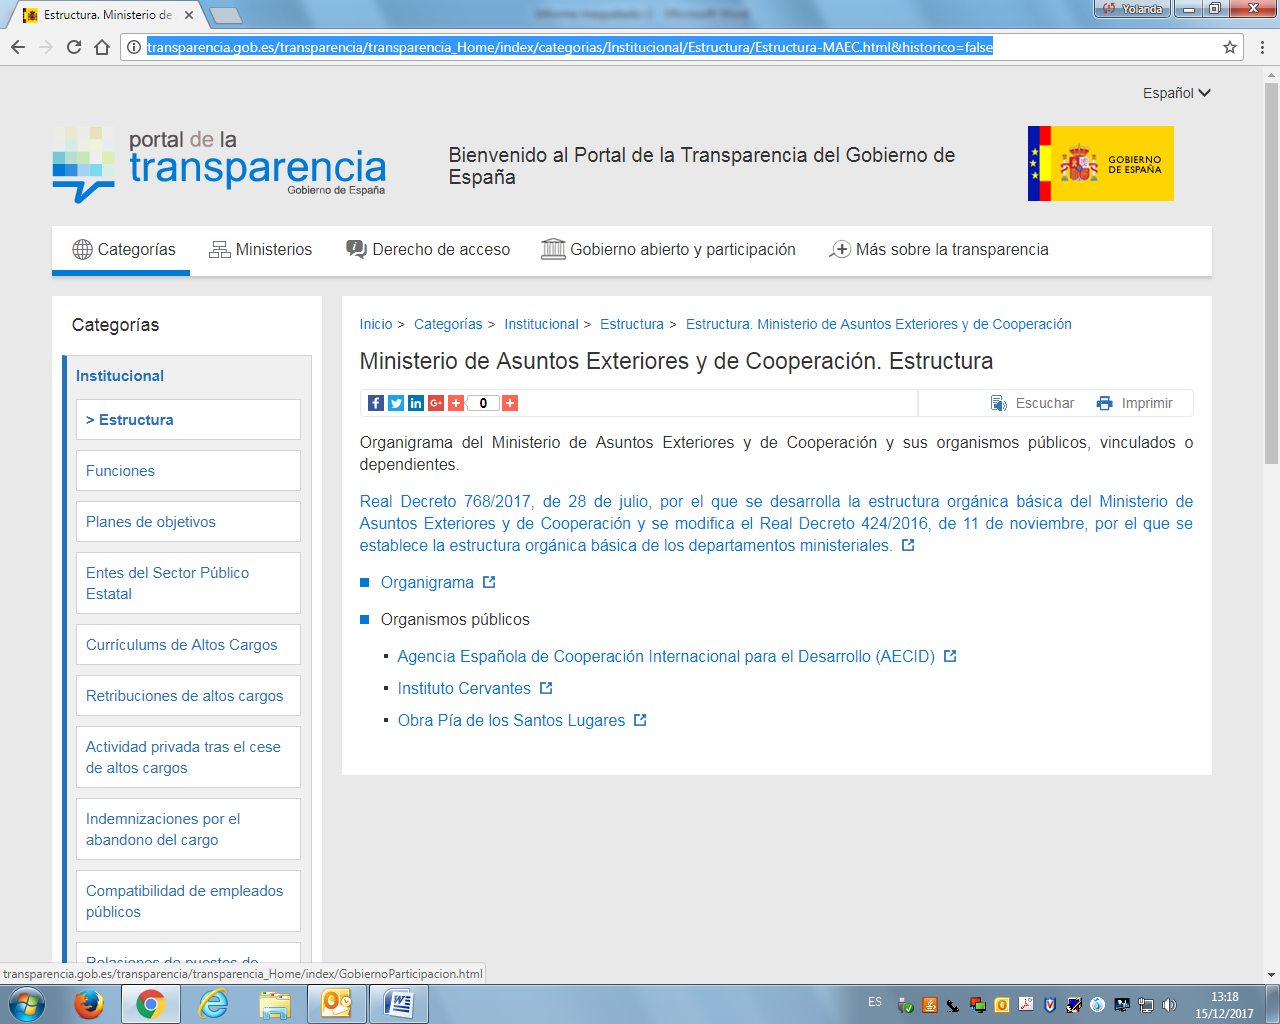 Estructura. Ministerio de
Informe maquetado 2 - Microsoft Word
Yolanda
transparencia.gob.es/transparencia/transparencia_Home/index/categorias/Institucional/Estructura/Estructura-MAEC.html&historico=false
Español
portal de la
transparencia
Gobierno de España
Bienvenido al Portal de la Transparencia del Gobierno de
España
GOBIERNO
DE ESPAÑA
Categorías Ministerios Derecho de acceso Gobierno abierto y participación Más sobre la transparencia
Categorías
Institucional
> Estructura
Funciones
Planes de objetivos
Entes del Sector Público
Estatal
Currículums de Altos Cargos
Retribuciones de altos cargos
Actividad privada tras el cese
de altos cargos
Indemnizaciones por el
abandono del cargo
Compatibilidad de empleados
públicos
Relaciones de puestos de
Inicio > Categorías > Institucional > Estructura > Estructura. Ministerio de Asuntos Exteriores y de Cooperación
Ministerio de Asuntos Exteriores y de Cooperación. Estructura
0
Escuchar Imprimir
Organigrama del Ministerio de Asuntos Exteriores y de Cooperación y sus organismos públicos, vinculados o
dependientes.
Real Decreto 768/2017, de 28 de julio, por el que se desarrolla la estructura orgánica básica del Ministerio de
Asuntos Exteriores y de Cooperación y se modifica el Real Decreto 424/2016, de 11 de noviembre, por el que se
establece la estructura orgánica básica de los departamentos ministeriales.
Organigrama
Organismos públicos
Agencia Española de Cooperación Internacional para el Desarrollo (AECID)
Instituto Cervantes
Obra Pía de los Santos Lugares
transparencia.gob.es/transparencia/transparencia_Home/index/GobiernoParticipacion.html
ES
13:18
15/12/2017